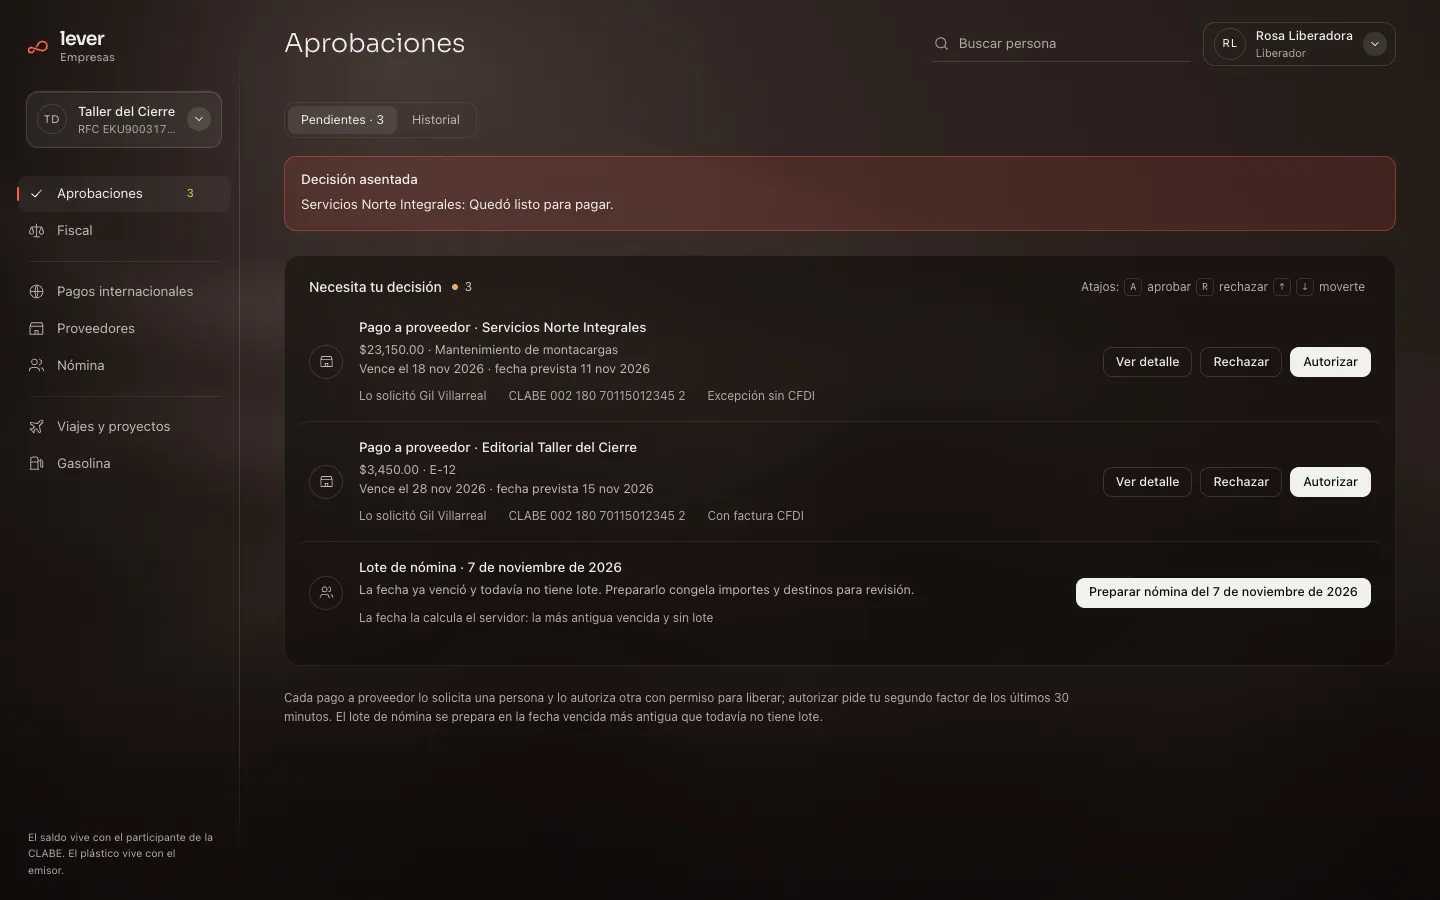 lever
Empresas
Aprobaciones
Buscar persona
RL
Rosa Liberadora
Liberador
TD
Taller del Cierre
RFC EKU900317...
Pendientes · 3
Historial
Aprobaciones
3
Fiscal
Pagos internacionales
Proveedores
Nómina
Viajes y proyectos
Gasolina
Decisión asentada
Servicios Norte Integrales: Quedó listo para pagar.
Necesita tu decisión
3
Atajos: A aprobar R rechazar ↑ ↓ moverte
Pago a proveedor · Servicios Norte Integrales
$23,150.00 · Mantenimiento de montacargas
Vence el 18 nov 2026 · fecha prevista 11 nov 2026
Lo solicitó Gil Villarreal CLABE 002 180 70115012345 2 Excepción sin CFDI
Ver detalle
Rechazar
Autorizar
Pago a proveedor · Editorial Taller del Cierre
$3,450.00 · E-12
Vence el 28 nov 2026 · fecha prevista 15 nov 2026
Lo solicitó Gil Villarreal CLABE 002 180 70115012345 2 Con factura CFDI
Ver detalle
Rechazar
Autorizar
Lote de nómina · 7 de noviembre de 2026
La fecha ya venció y todavía no tiene lote. Prepararlo congela importes y destinos para revisión.
La fecha la calcula el servidor: la más antigua vencida y sin lote
Preparar nómina del 7 de noviembre de 2026
Cada pago a proveedor lo solicita una persona y lo autoriza otra con permiso para liberar; autorizar pide tu segundo factor de los últimos 30
minutos. El lote de nómina se prepara en la fecha vencida más antigua que todavía no tiene lote.
El saldo vive con el participante de la
CLABE. El plástico vive con el
emisor.